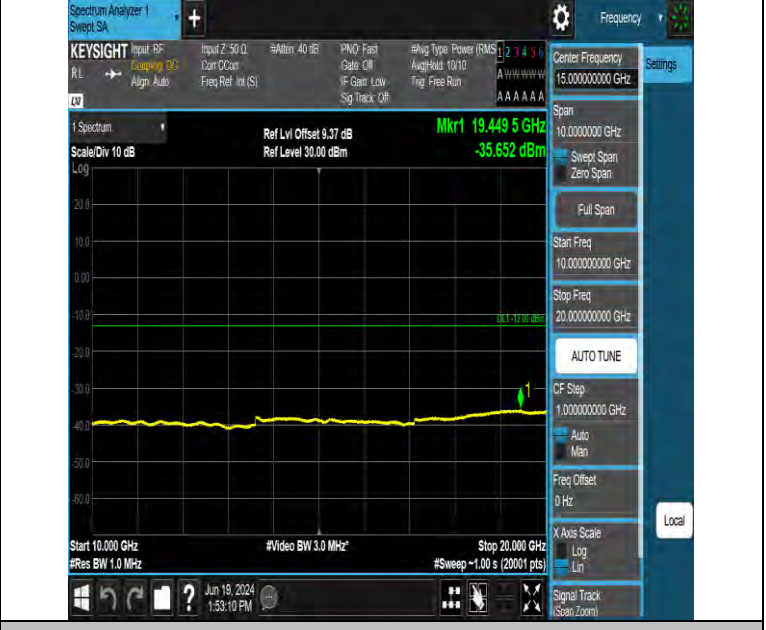 Spectrum Analyzer 1
Swept SA
+
Frequency
KEYSIGHT
RL
Input: RF
Coupling: DC
Align: Auto
Input Z: 50 Ω
Corr CCorr
Freq Ref: Int (S)
#Atten: 40 dB
PNO: Fast
Gate: Off
IF Gain: Low
Sig Track: Off
#Avg Type: Power (RMS
Avg|Hold: 10/10
Trig: Free Run
1 2 3 4 5 6
A W W W W W
A A A A A A
1 Spectrum
Scale/Div 10 dB
Log
Ref Lvl Offset 9.37 dB
Ref Level 30.00 dBm
Mkr1 19.449 5 GHz
-35.652 dBm
20.0
10.0
0.00
-10.0
-20.0
-30.0
-40.0
-50.0
-60.0
DL1 -13.00 dBm
1
Start 10.000 GHz
#Res BW 1.0 MHz
#Video BW 3.0 MHz*
Stop 20.000 GHz
#Sweep ~1.00 s (20001 pts)
?
Jun 19, 2024
1:53:10 PM
Center Frequency
15.000000000 GHz
Settings
Span
10.0000000 GHz
Swept Span
Zero Span
Full Span
Start Freq
10.000000000 GHz
Stop Freq
20.000000000 GHz
AUTO TUNE
CF Step
1.000000000 GHz
Auto
Man
Freq Offset
0 Hz
X Axis Scale
Log
Lin
Local
Signal Track
(Span Zoom)